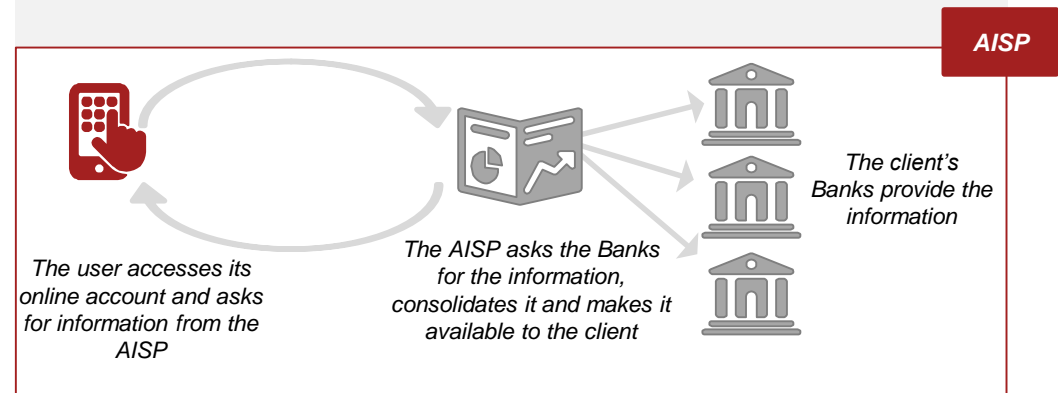 AISP
The client's
Banks provide the
information
The AISP asks the Banks
for the information,
consolidates it and makes it
available to the client
The user accesses its
online account and asks
for information from the
AISP